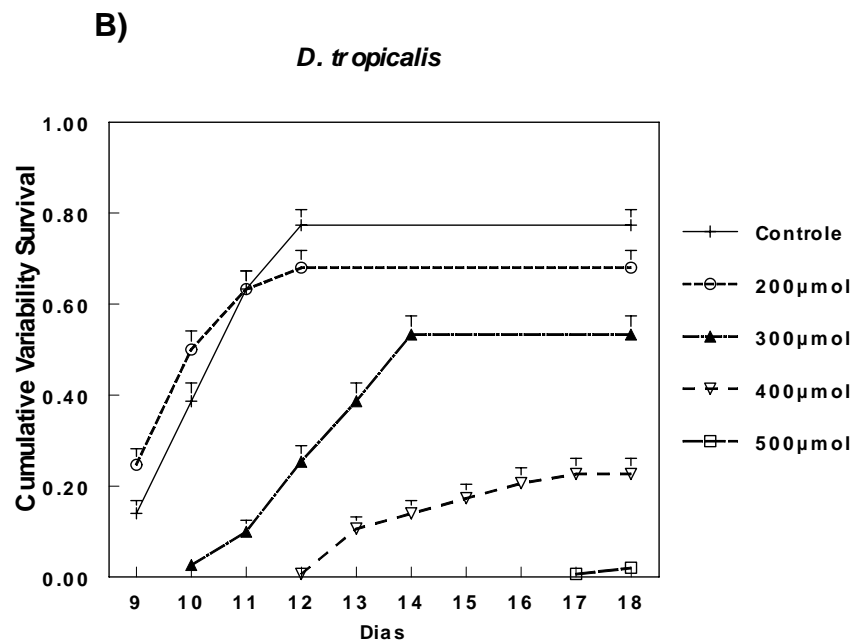 B)
D. tropicalis
Cumulative Variability Survival
1.00
0.80
0.60
0.40
0.20
0.00
9 10 11 12 13 14 15 16 17 18
Dias
Controle
200µmol
300µmol
400µmol
500µmol